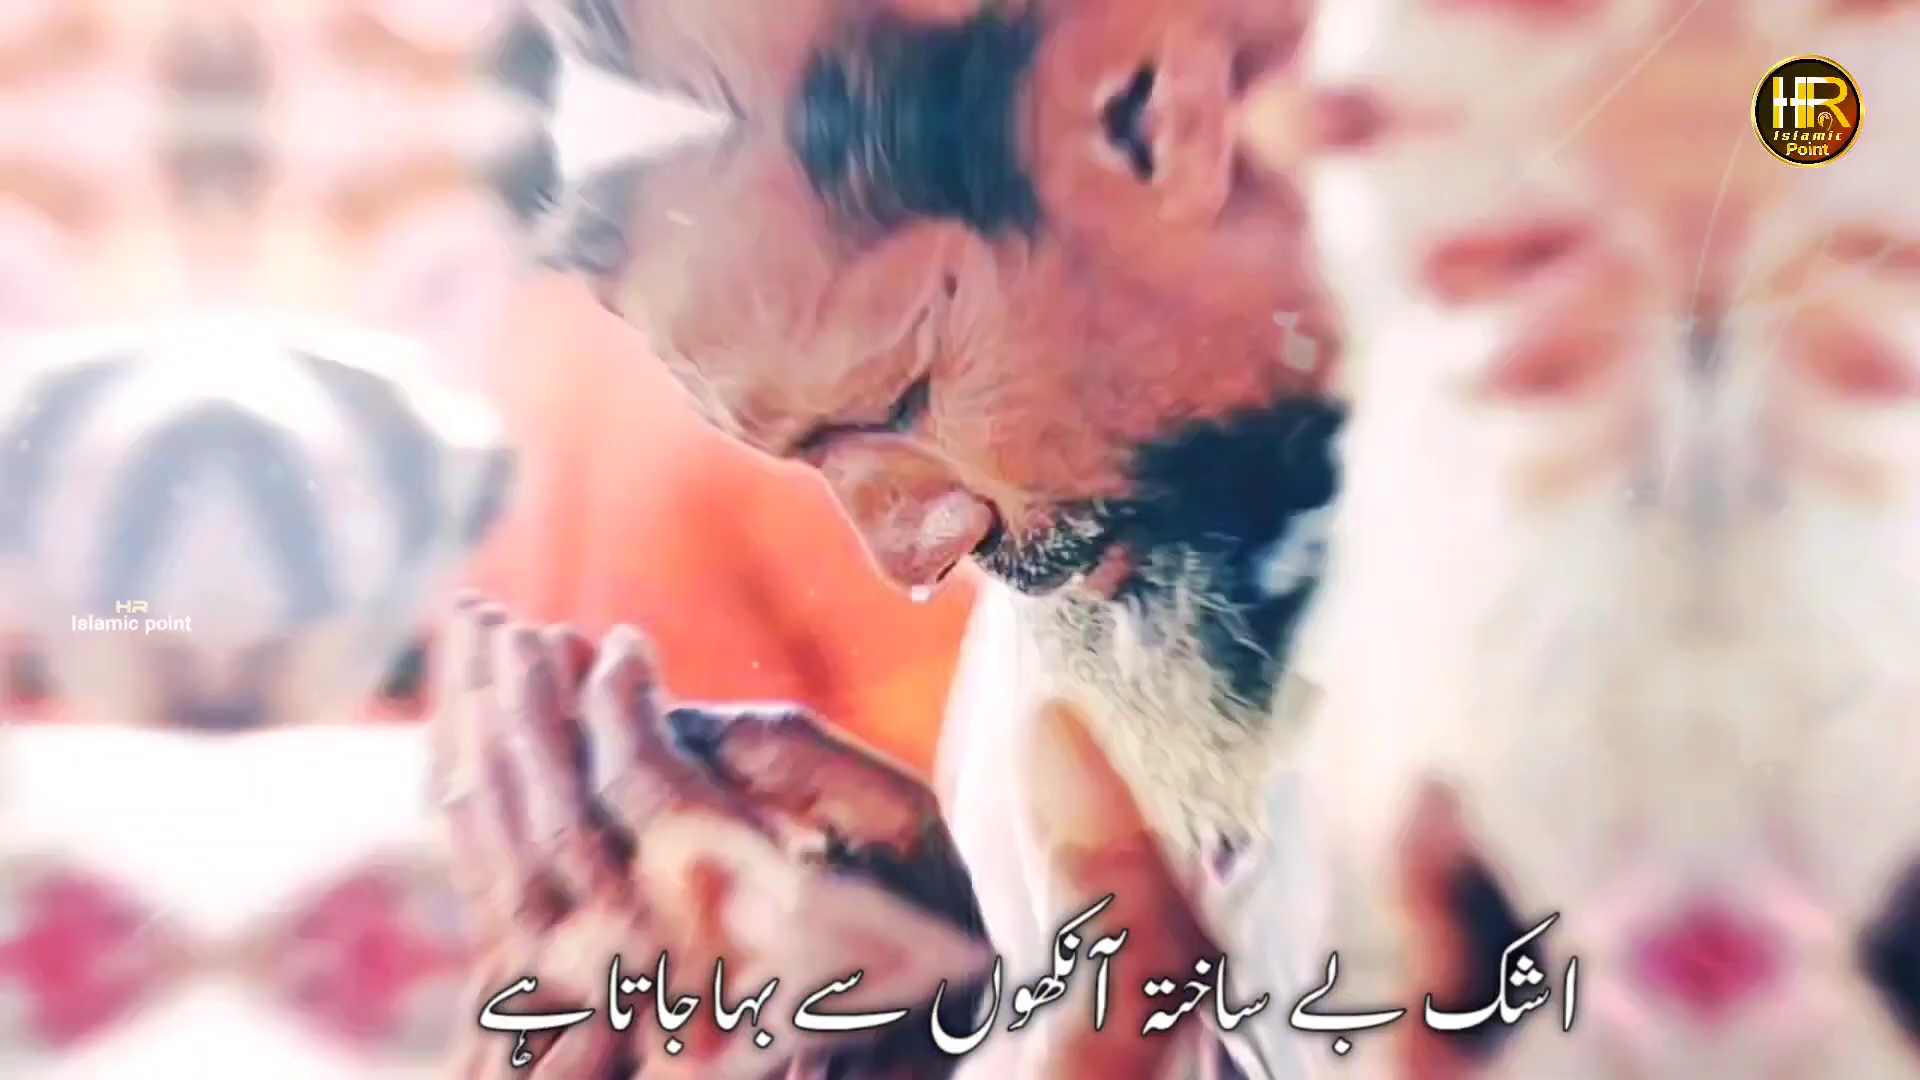 HR
Islamic
Point
HR
Islamic point
اشک بے ساختہ آنکھوں سے بہا جاتا ہے